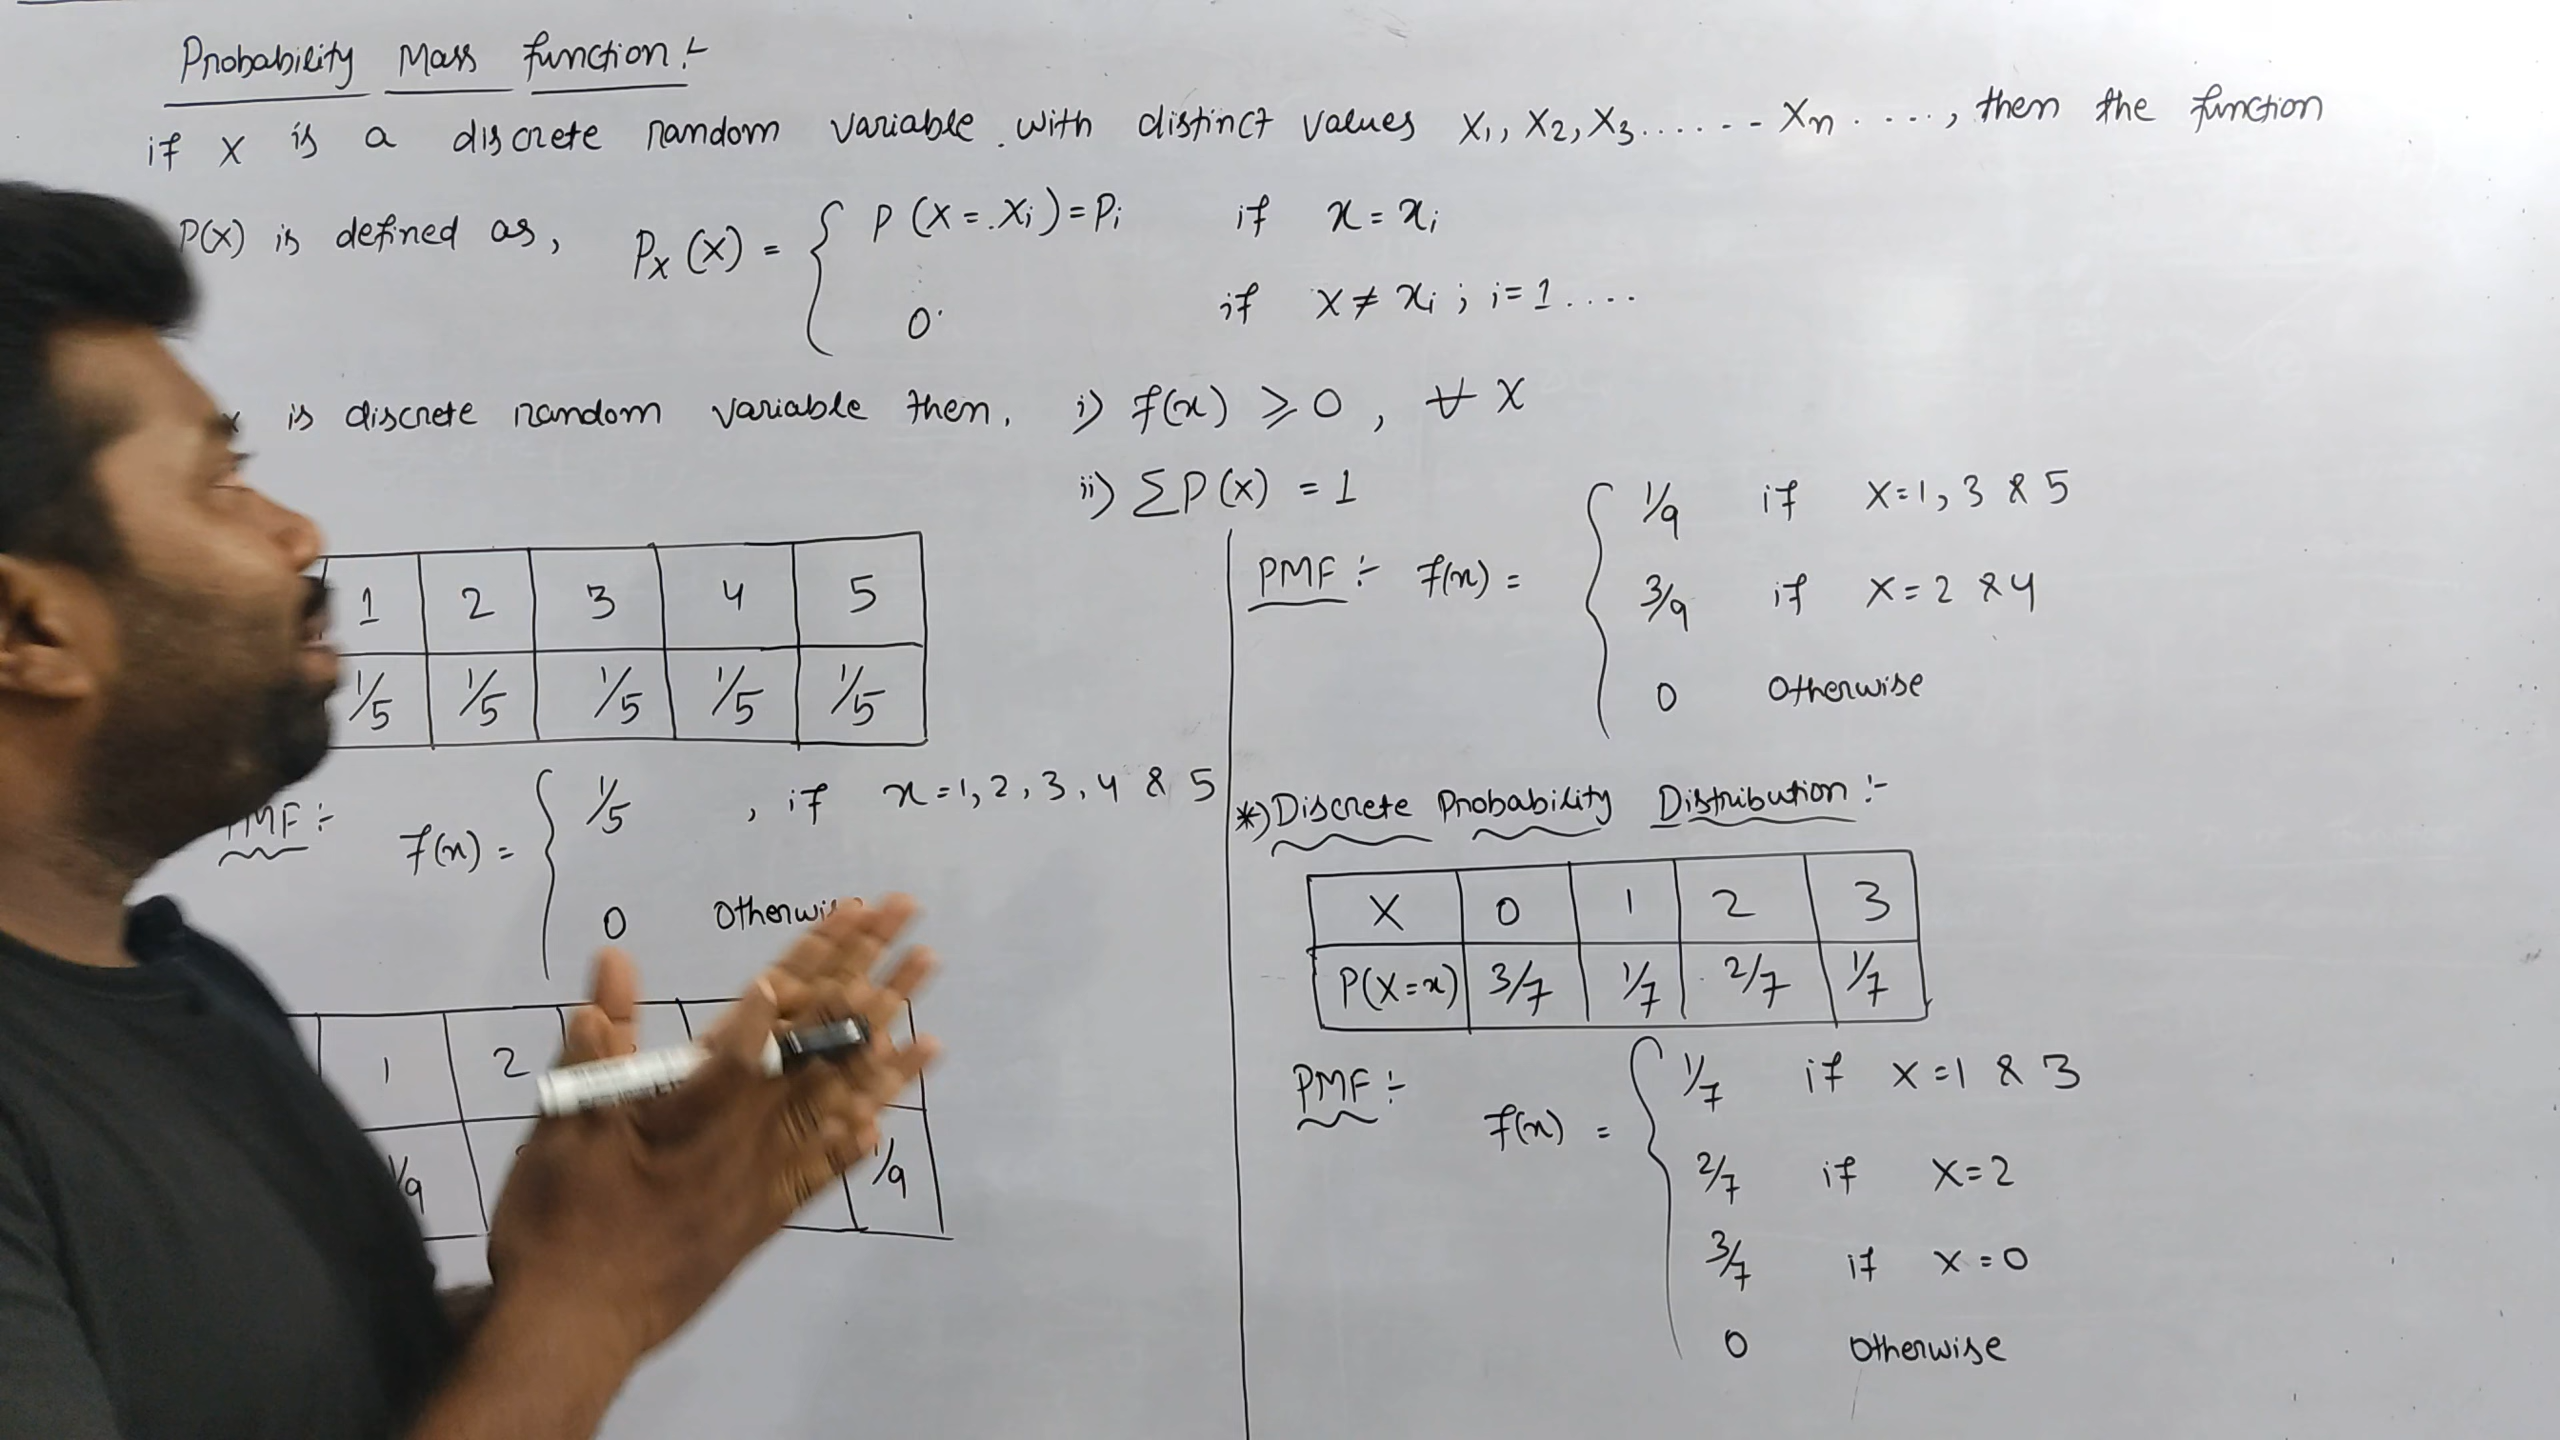 Probability Mass function:-
if X is a discrete random variable with distinct values X1, X2, X3....... Xn ....., then the function
P(X) is defined as, PX(X) = { P(X=Xi)=Pi if x=xi
0 if X≠xi ; i=1....
x is discrete random variable then, i) f(x) ≥ 0, ∀ X
ii) ∑P(X) = 1
1 2 3 4 5
1/5 1/5 1/5 1/5 1/5
PMF:- f(x) = { 1/5 , if x=1, 2, 3, 4 & 5
0
1 2
1/9 1/9
PMF:- f(x) = { 1/9 if X=1, 3 & 5
3/9 if X=2 & 4
0 Otherwise
*) Discrete Probability Distribution:-
X 0 1 2 3
P(X=x) 3/7 1/7 2/7 1/7
PMF:- f(x) = { 1/7 if X=1 & 3
2/7 if X=2
3/7 if X=0
0 Otherwise